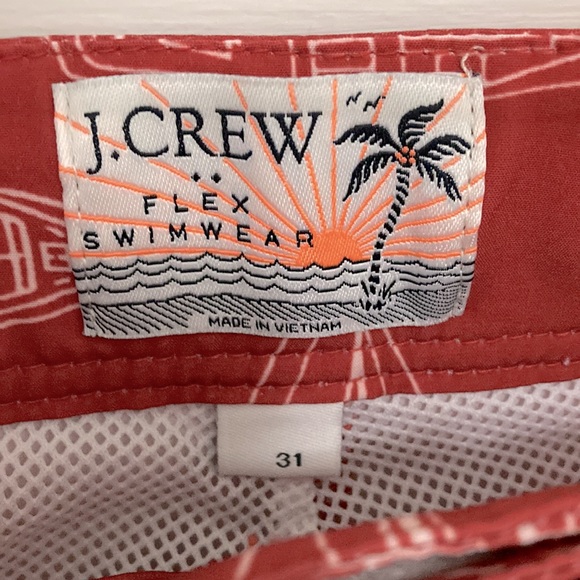 J.CREW
FLEX
SWIMWEAR
MADE IN VIETNAM
31